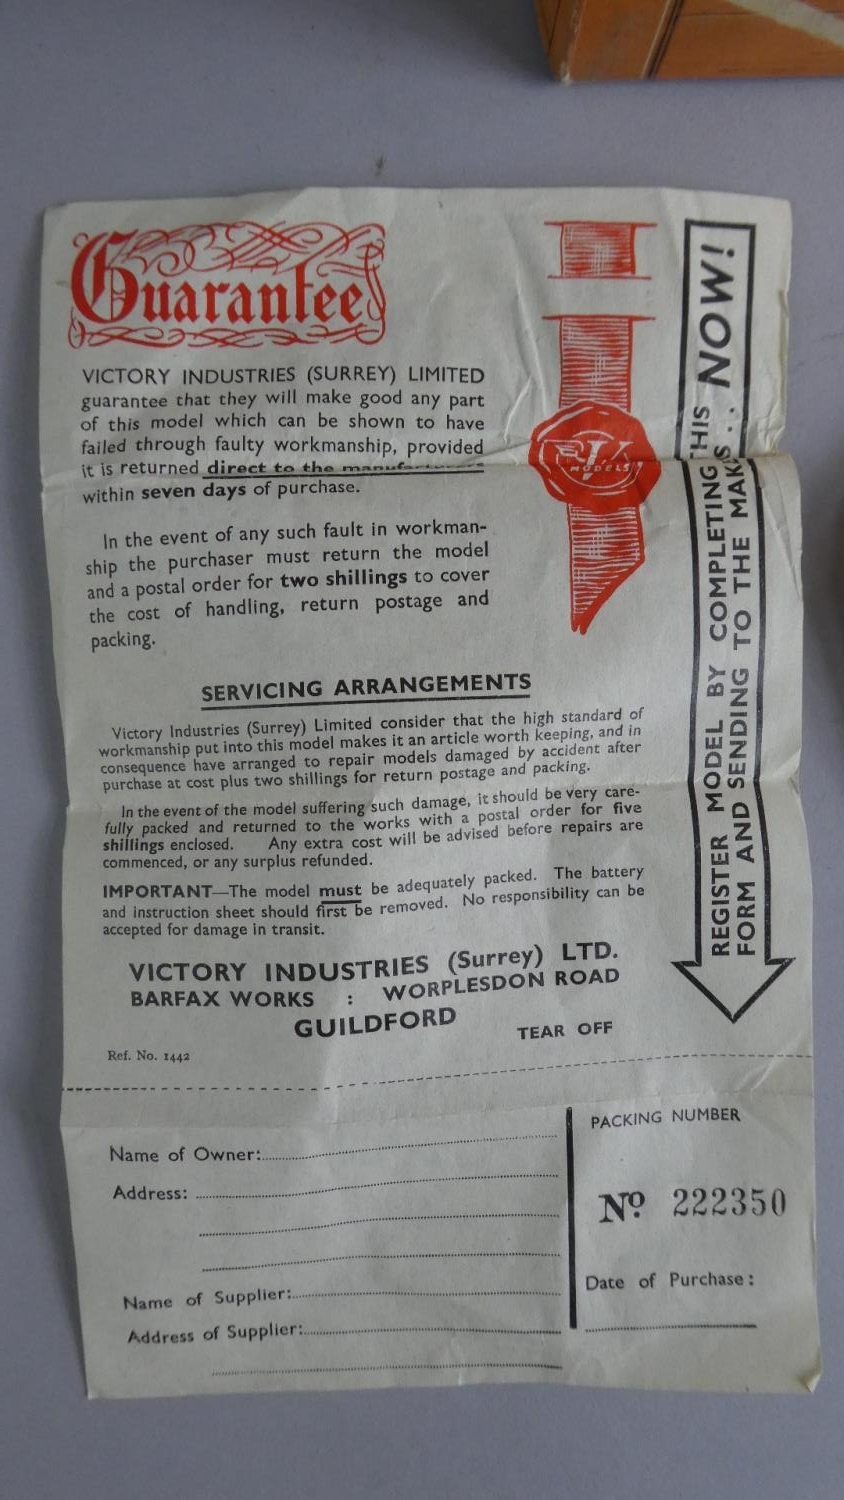 Guarantee
VICTORY INDUSTRIES (SURREY) LIMITED
guarantee that they will make good any part
of this model which can be shown to have
failed through faulty workmanship, provided
it is returned direct to the manufacturers
within seven days of purchase.
In the event of any such fault in workman-
ship the purchaser must return the model
and a postal order for two shillings to cover
the cost of handling, return postage and
packing.
MODELS
REGISTER MODEL BY COMPLETING THIS
FORM AND SENDING TO THE MAKERS . . NOW!
SERVICING ARRANGEMENTS
Victory Industries (Surrey) Limited consider that the high standard of
workmanship put into this model makes it an article worth keeping, and in
consequence have arranged to repair models damaged by accident after
purchase at cost plus two shillings for return postage and packing.
In the event of the model suffering such damage, it should be very care-
fully packed and returned to the works with a postal order for five
shillings enclosed. Any extra cost will be advised before repairs are
commenced, or any surplus refunded.
IMPORTANT—The model must be adequately packed. The battery
and instruction sheet should first be removed. No responsibility can be
accepted for damage in transit.
VICTORY INDUSTRIES (Surrey) LTD.
BARFAX WORKS : WORPLESDON ROAD
GUILDFORD
TEAR OFF
Ref. No. 1442
Name of Owner:
Address:
Name of Supplier:
Address of Supplier:
PACKING NUMBER
Nº 222350
Date of Purchase: